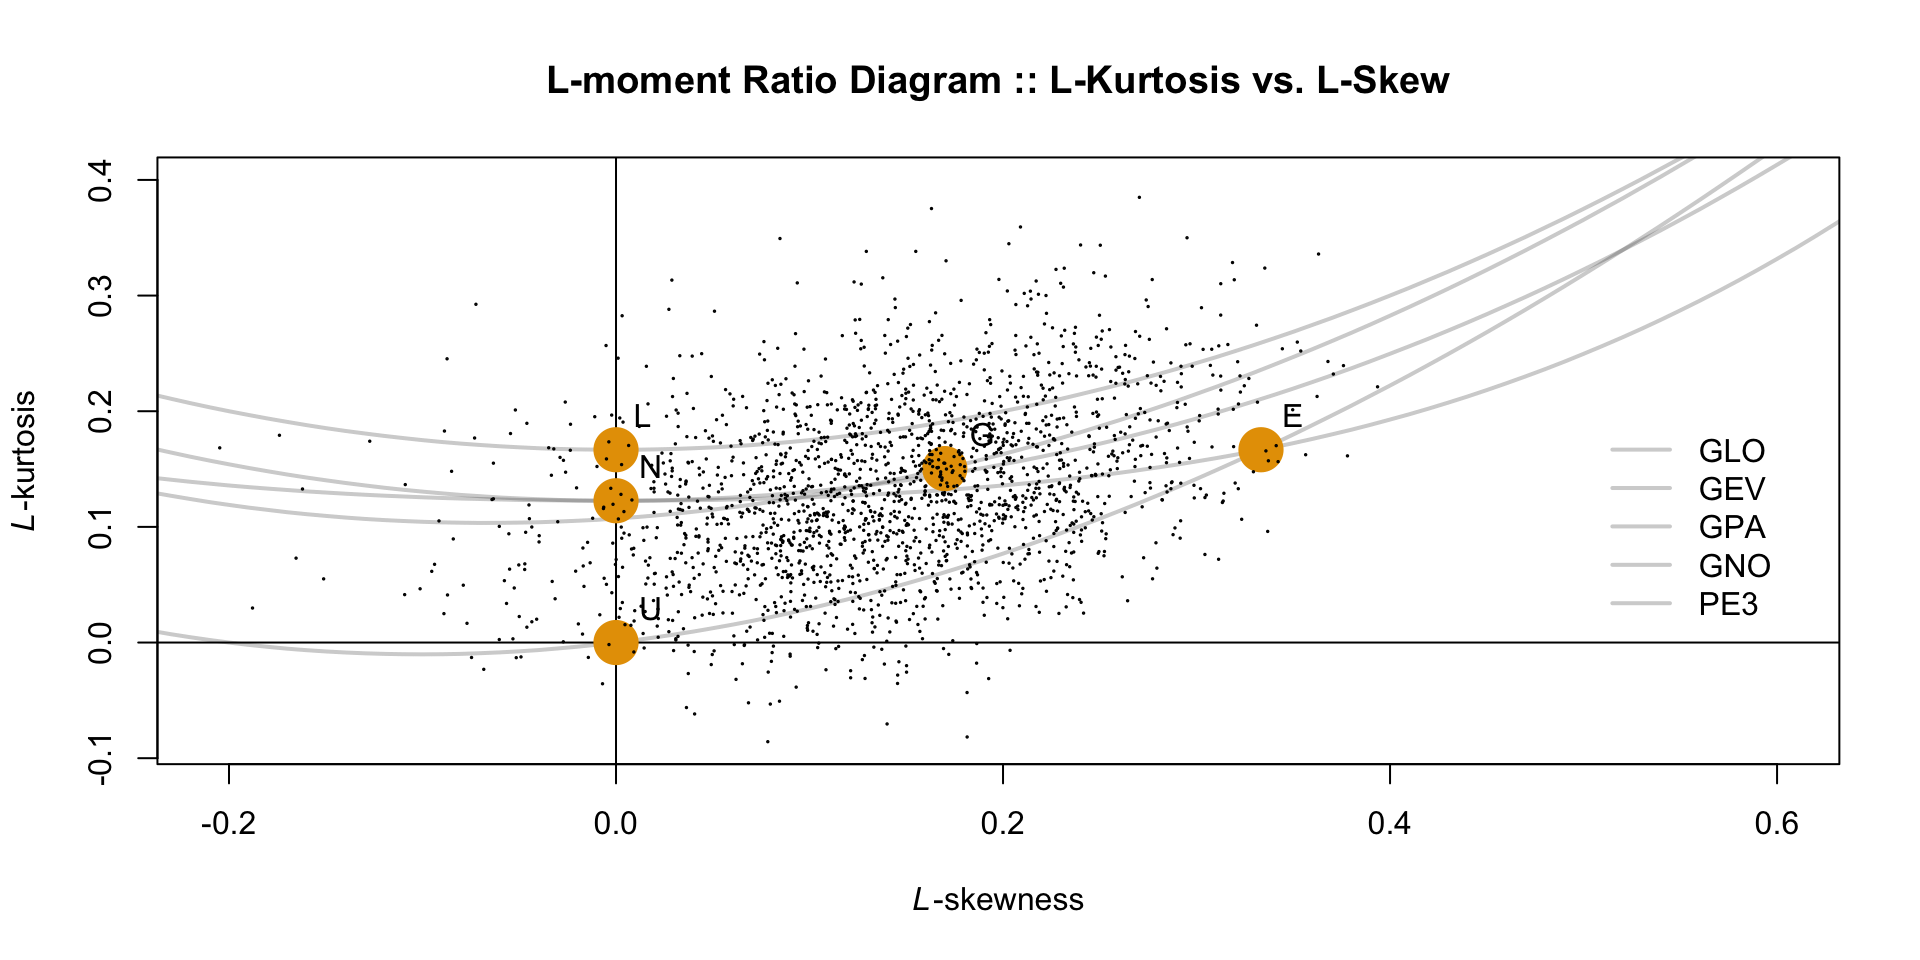 L-moment Ratio Diagram :: L-Kurtosis vs. L-Skew
L-kurtosis
0.4
0.3
0.2
0.1
0.0
-0.1
L
N
G
E
U
GLO
GEV
GPA
GNO
PE3
-0.2 0.0 0.2 0.4 0.6
L-skewness